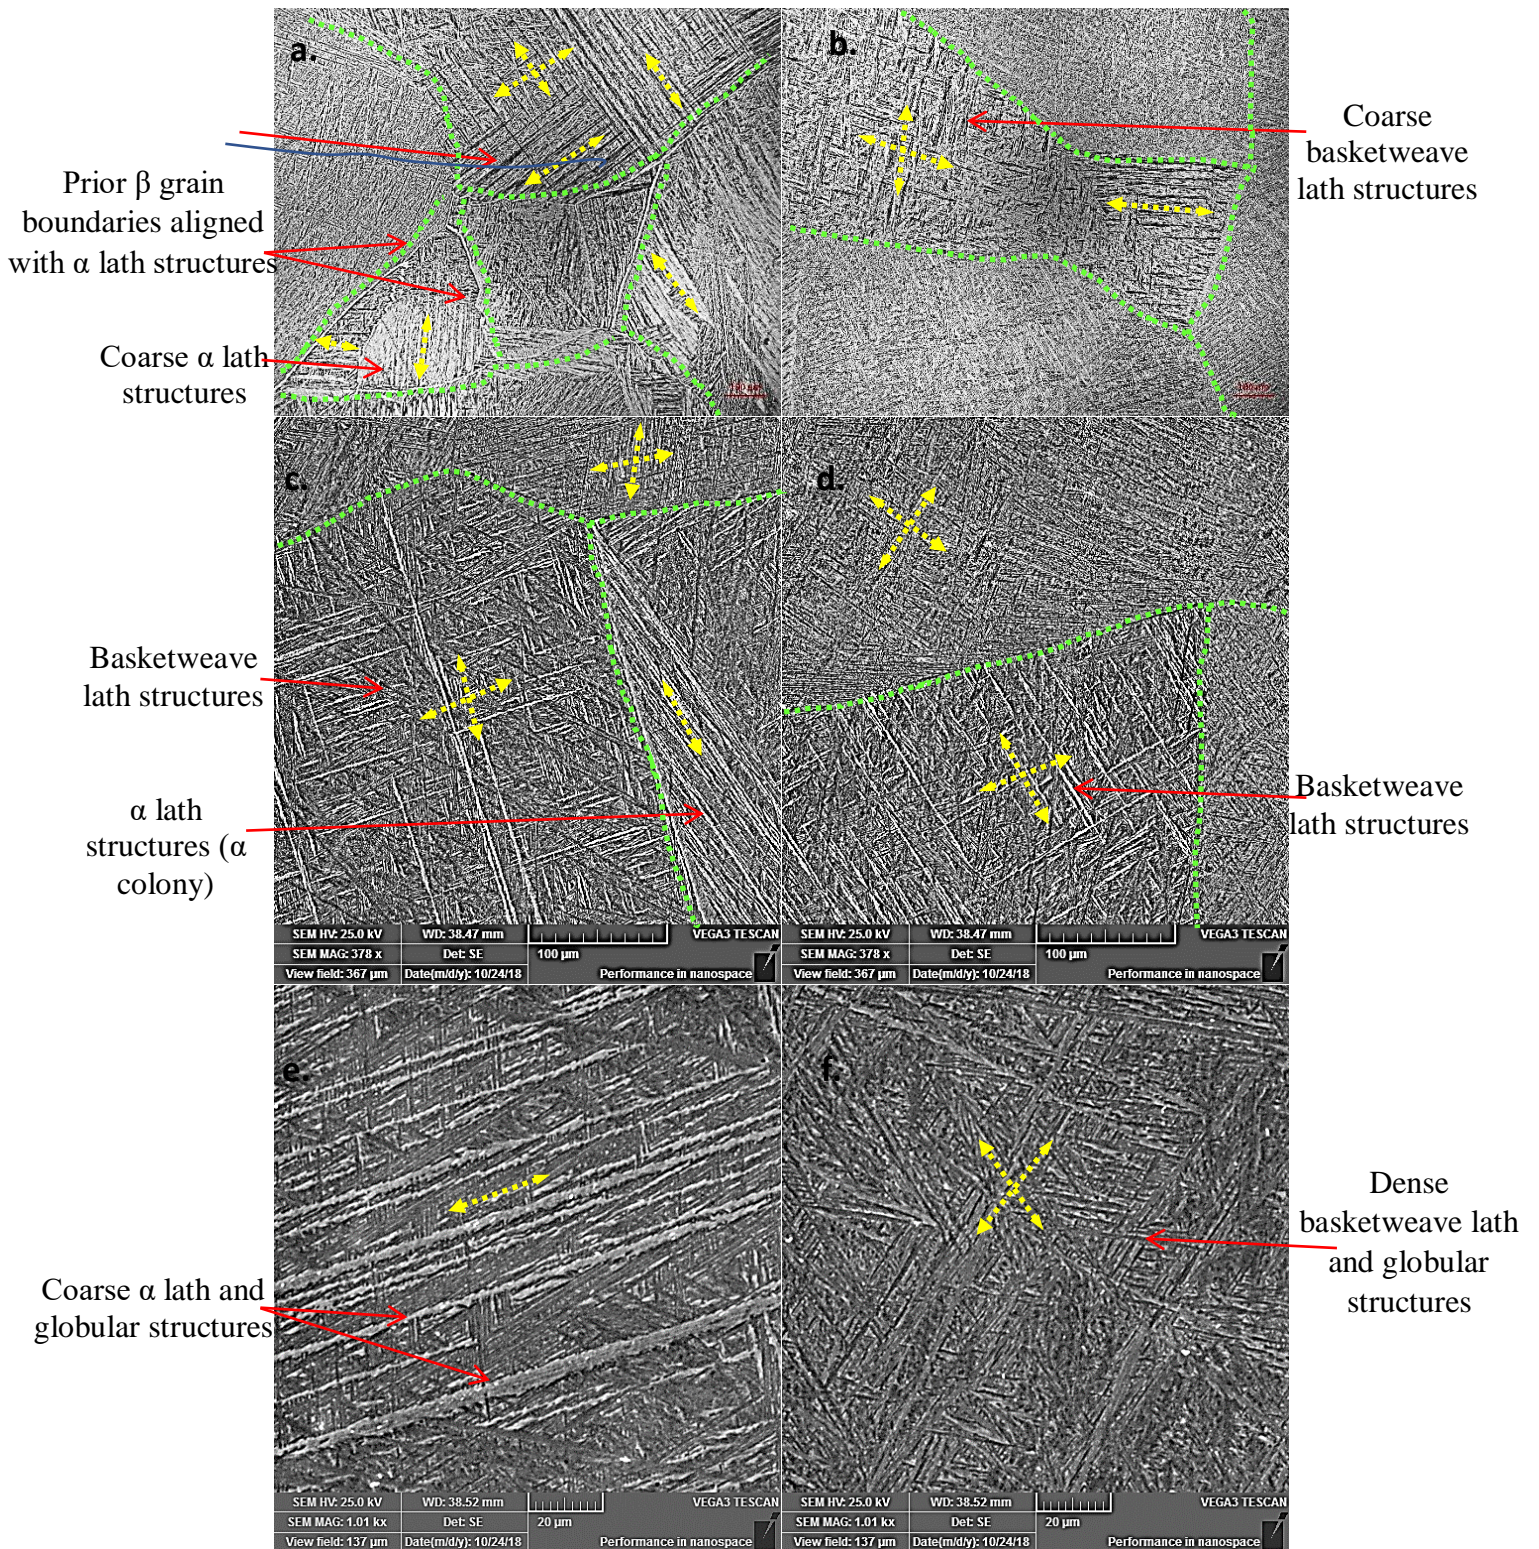 a.
b.
Coarse
basketweave
lath structures
Prior β grain
boundaries aligned
with α lath structures
Coarse α lath
structures
100 µm
100 µm
c.
d.
Basketweave
lath structures
α lath
structures (α
colony)
Basketweave
lath structures
SEM HV: 25.0 kV
WD: 38.47 mm
VEGA3 TESCAN
SEM MAG: 378 x
Det: SE
100 µm
View field: 367 µm
Date(m/d/y): 10/24/18
Performance in nanospace
SEM HV: 25.0 kV
WD: 38.47 mm
VEGA3 TESCAN
SEM MAG: 378 x
Det: SE
100 µm
View field: 367 µm
Date(m/d/y): 10/24/18
Performance in nanospace
e.
f.
Coarse α lath and
globular structures
Dense
basketweave lath
and globular
structures
SEM HV: 25.0 kV
WD: 38.52 mm
VEGA3 TESCAN
SEM MAG: 1.01 kx
Det: SE
20 µm
View field: 137 µm
Date(m/d/y): 10/24/18
Performance in nanospace
SEM HV: 25.0 kV
WD: 38.52 mm
VEGA3 TESCAN
SEM MAG: 1.01 kx
Det: SE
20 µm
View field: 137 µm
Date(m/d/y): 10/24/18
Performance in nanospace